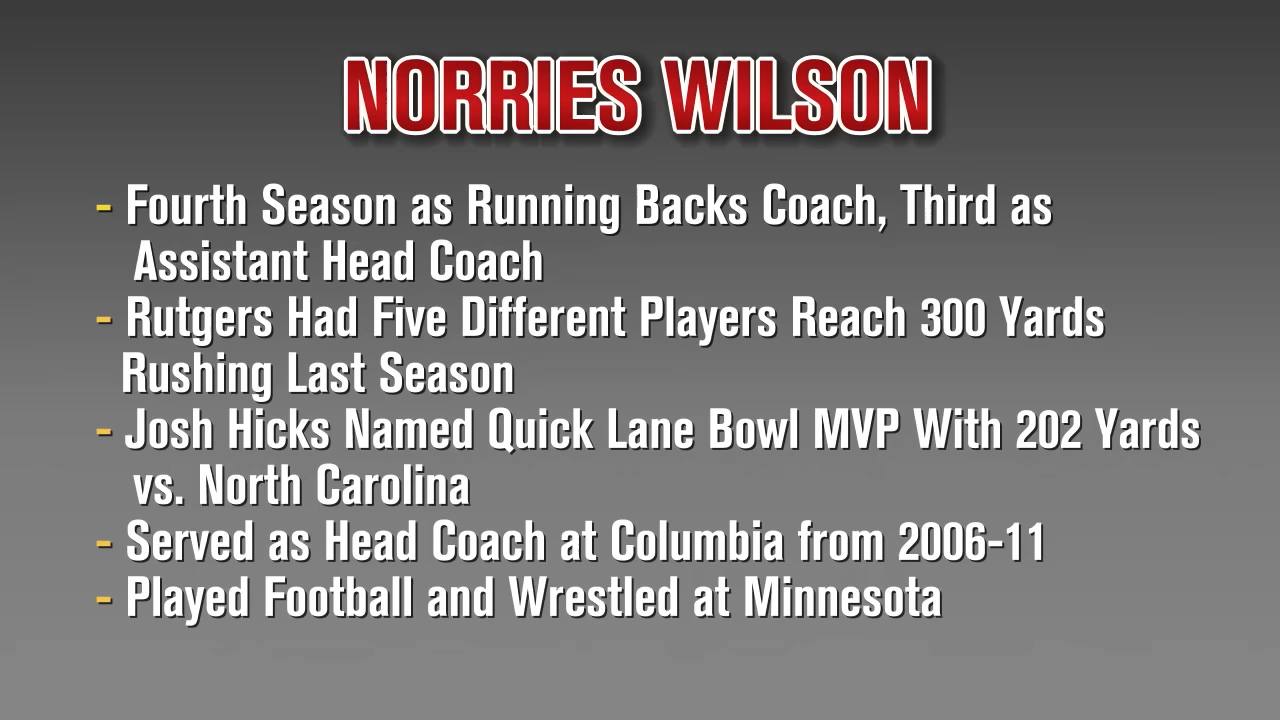 NORRIES WILSON
- Fourth Season as Running Backs Coach, Third as
Assistant Head Coach
- Rutgers Had Five Different Players Reach 300 Yards
Rushing Last Season
- Josh Hicks Named Quick Lane Bowl MVP With 202 Yards
vs. North Carolina
- Served as Head Coach at Columbia from 2006-11
- Played Football and Wrestled at Minnesota